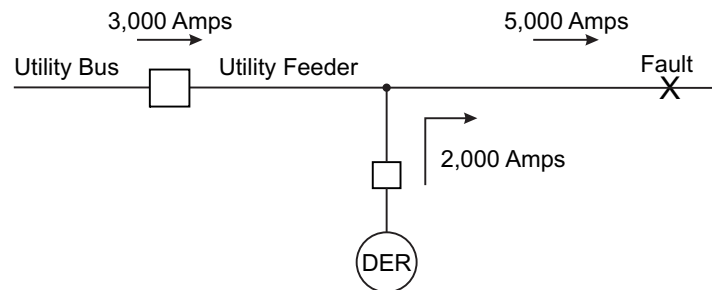 3,000 Amps
5,000 Amps
Utility Bus
Utility Feeder
Fault
X
2,000 Amps
DER